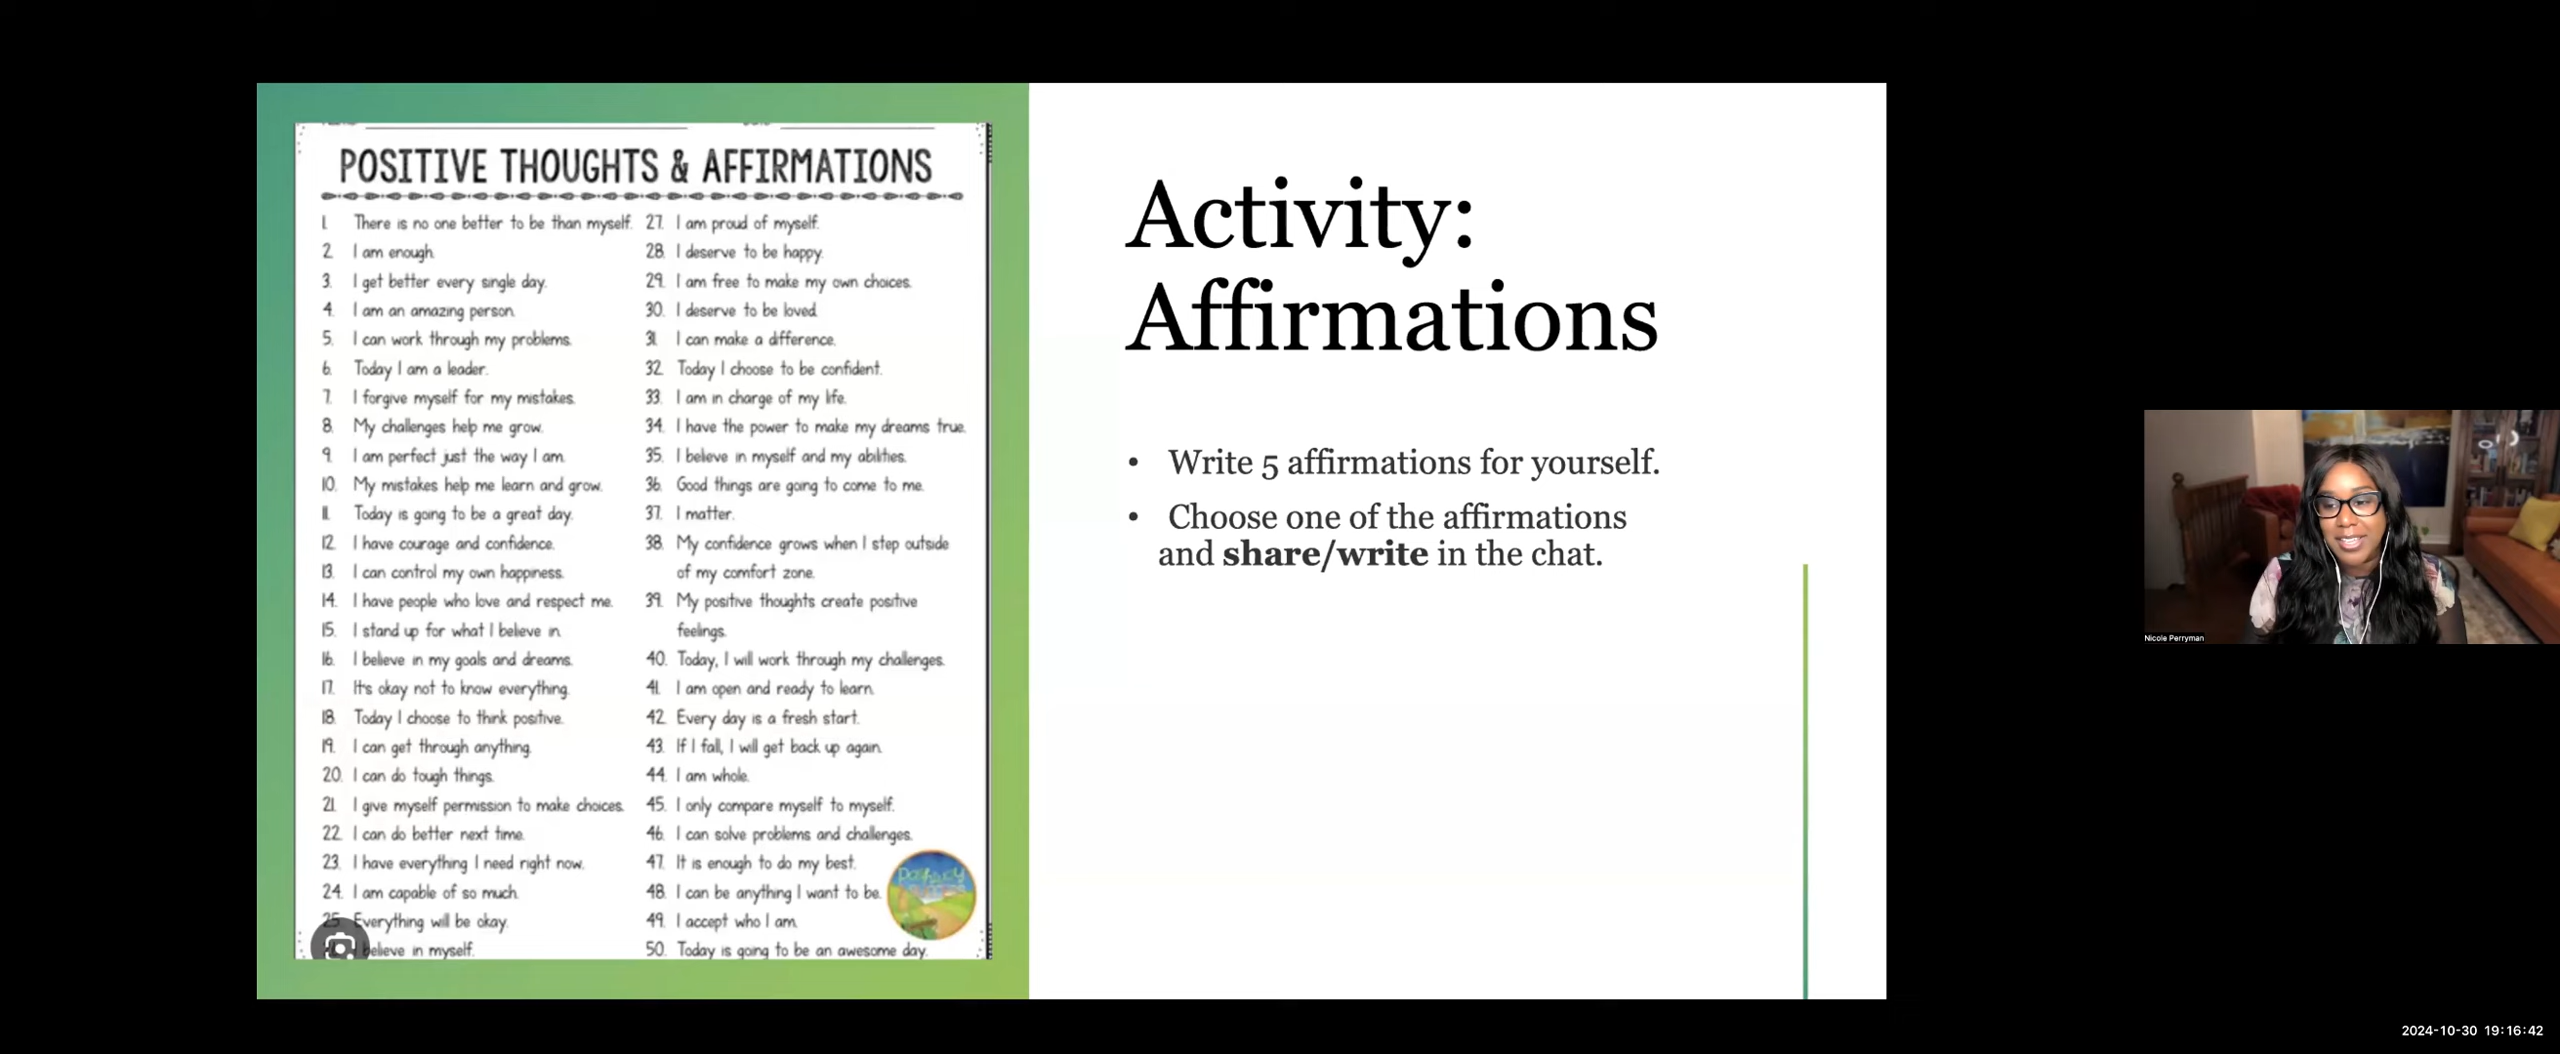 POSITIVE THOUGHTS & AFFIRMATIONS
1. There is no one better to be than myself.
2. I am enough.
3. I get better every single day.
4. I am an amazing person.
5. I can work through my problems.
6. Today I am a leader.
7. I forgive myself for my mistakes.
8. My challenges help me grow.
9. I am perfect just the way I am.
10. My mistakes help me learn and grow.
11. Today is going to be a great day.
12. I have courage and confidence.
13. I can control my own happiness.
14. I have people who love and respect me.
15. I stand up for what I believe in.
16. I believe in my goals and dreams.
17. It's okay not to know everything.
18. Today I choose to think positive.
19. I can get through anything.
20. I can do tough things.
21. I give myself permission to make choices.
22. I can do better next time.
23. I have everything I need right now.
24. I am capable of so much.
25. Everything will be okay.
believe in myself.
27. I am proud of myself.
28. I deserve to be happy.
29. I am free to make my own choices.
30. I deserve to be loved.
31. I can make a difference.
32. Today I choose to be confident.
33. I am in charge of my life.
34. I have the power to make my dreams true.
35. I believe in myself and my abilities.
36. Good things are going to come to me.
37. I matter.
38. My confidence grows when I step outside
of my comfort zone.
39. My positive thoughts create positive
feelings.
40. Today, I will work through my challenges.
41. I am open and ready to learn.
42. Every day is a fresh start.
43. If I fall, I will get back up again.
44. I am whole.
45. I only compare myself to myself.
46. I can solve problems and challenges.
47. It is enough to do my best.
48. I can be anything I want to be.
49. I accept who I am.
50. Today is going to be an awesome day.
Activity:
Affirmations
• Write 5 affirmations for yourself.
• Choose one of the affirmations
and share/write in the chat.
Nicole Perryman
2024-10-30 19:16:42